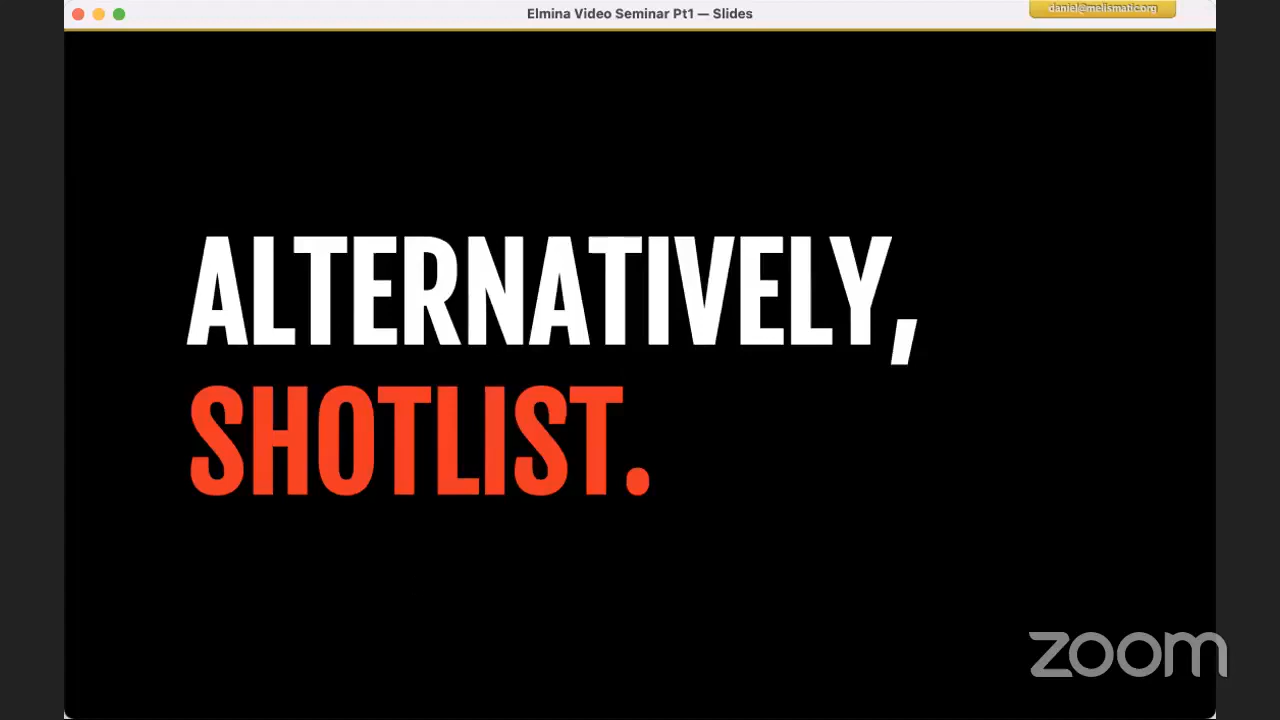 Elmina Video Seminar Pt1 — Slides
daniel@melismatic.org
ALTERNATIVELY,
SHOTLIST.
zoom